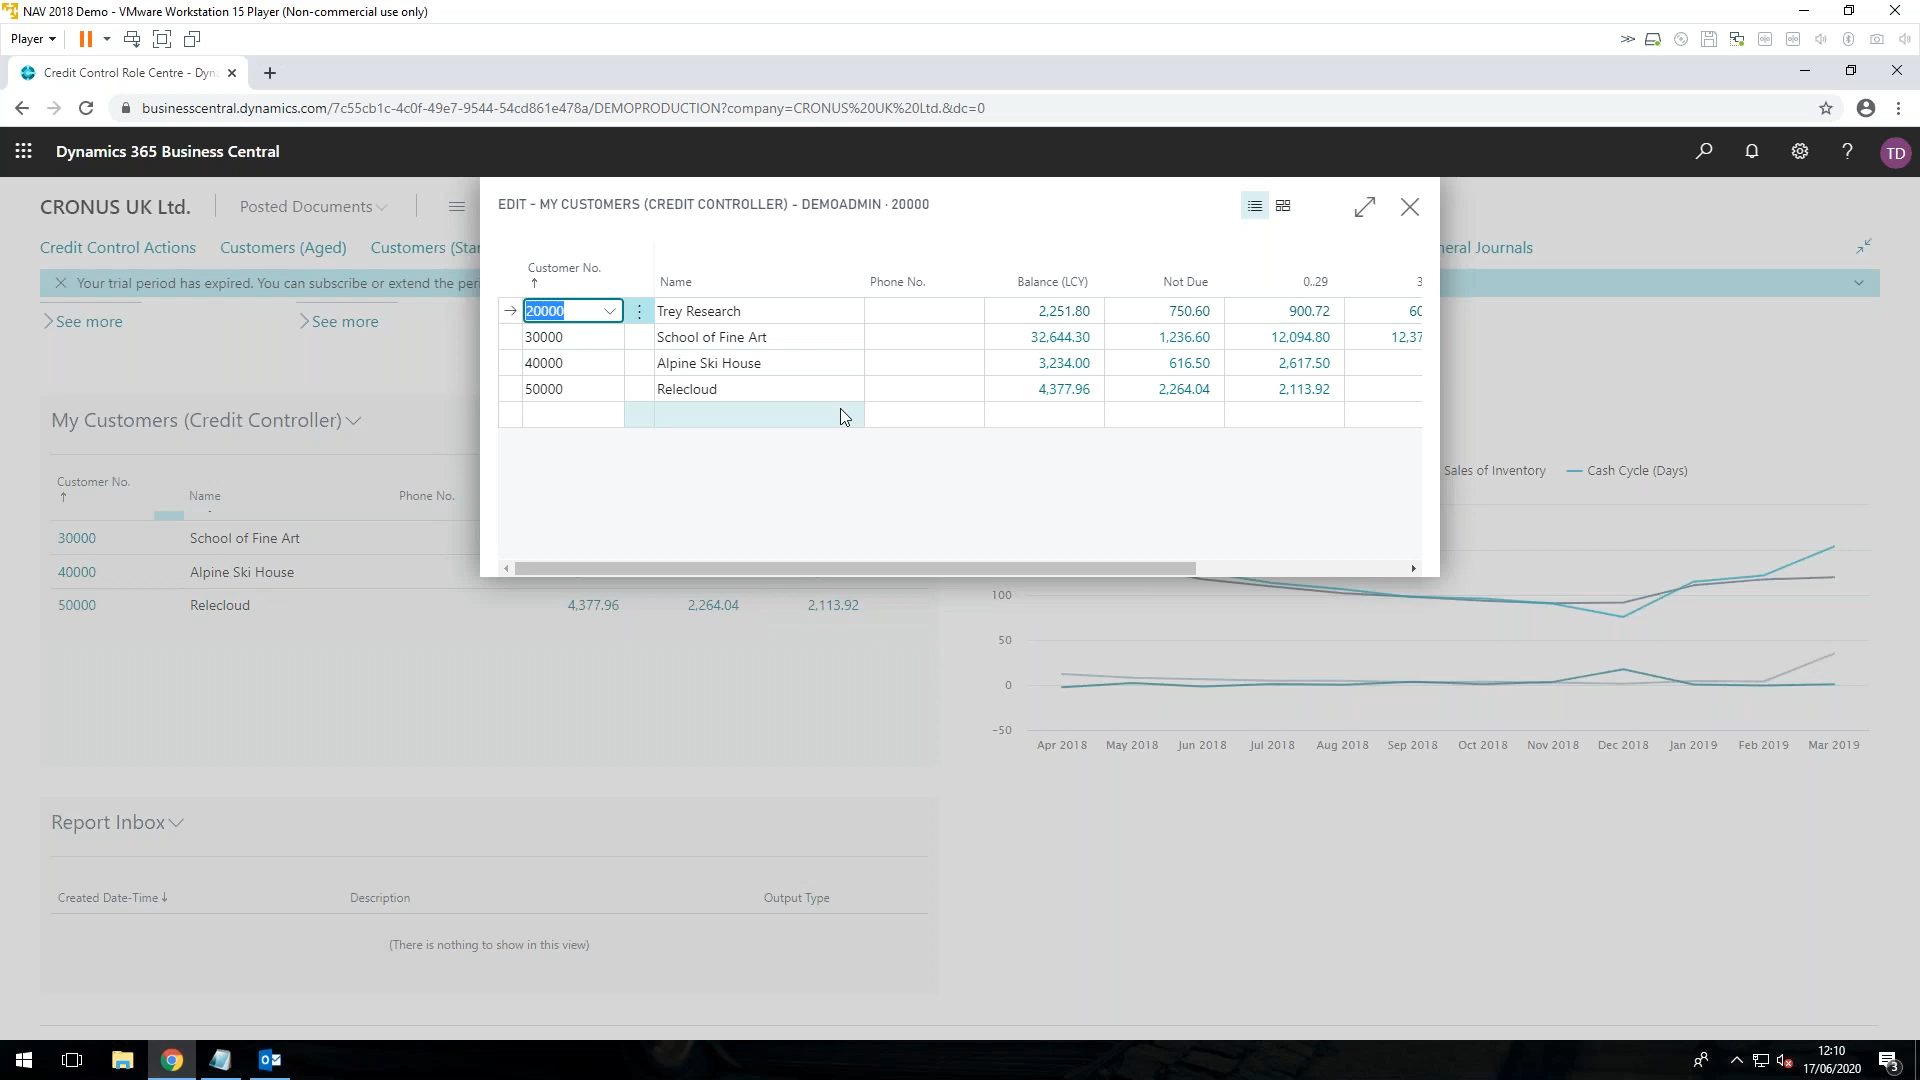 NAV 2018 Demo - VMware Workstation 15 Player (Non-commercial use only)
Player
Credit Control Role Centre - Dyn
businesscentral.dynamics.com/7c55cb1c-4c0f-49e7-9544-54cd861e478a/DEMOPRODUCTION?company=CRONUS%20UK%20Ltd.&dc=0
Dynamics 365 Business Central
TD
CRONUS UK Ltd.
Posted Documents
Credit Control Actions
Customers (Aged)
Customers (Star
neral Journals
Your trial period has expired. You can subscribe or extend the peri
See more
See more
EDIT - MY CUSTOMERS (CREDIT CONTROLLER) - DEMOADMIN · 20000
Customer No. Name Phone No. Balance (LCY) Not Due 0..29 3
20000 Trey Research 2,251.80 750.60 900.72 60
30000 School of Fine Art 32,644.30 1,236.60 12,094.80 12,37
40000 Alpine Ski House 3,234.00 616.50 2,617.50
50000 Relecloud 4,377.96 2,264.04 2,113.92
My Customers (Credit Controller)
Customer No. Name Phone No.
30000 School of Fine Art
40000 Alpine Ski House
50000 Relecloud 4,377.96 2,264.04 2,113.92
Sales of Inventory
Cash Cycle (Days)
100
50
0
-50
Apr 2018 May 2018 Jun 2018 Jul 2018 Aug 2018 Sep 2018 Oct 2018 Nov 2018 Dec 2018 Jan 2019 Feb 2019 Mar 2019
Report Inbox
Created Date-Time Description Output Type
(There is nothing to show in this view)
12:10
17/06/2020
3